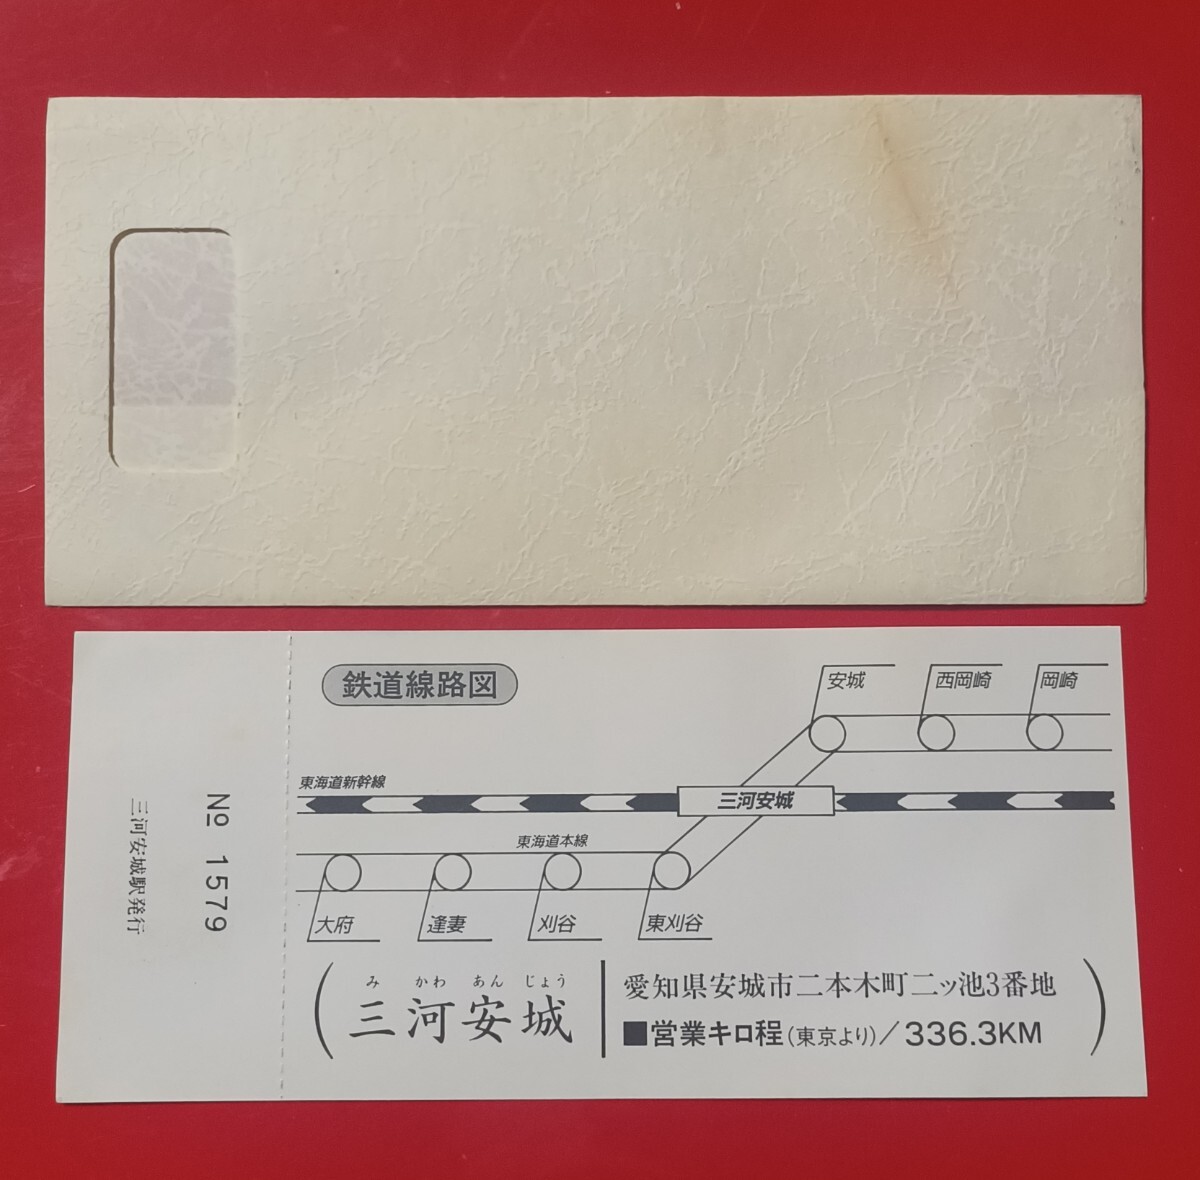 鉄道線路図
安城
西岡崎
岡崎
東海道新幹線
三河安城
東海道本線
大府
逢妻
刈谷
東刈谷
み かわ あん じょう
三河安城
愛知県安城市二本木町二ッ池3番地
■営業キロ程(東京より)/336.3KM
№ 1579
三河安城駅発行